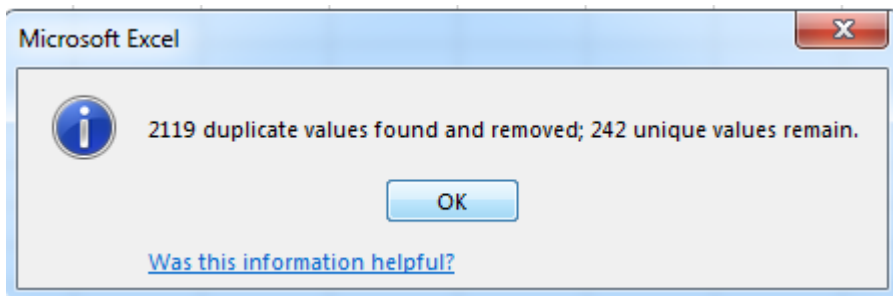 Microsoft Excel
2119 duplicate values found and removed; 242 unique values remain.
OK
Was this information helpful?